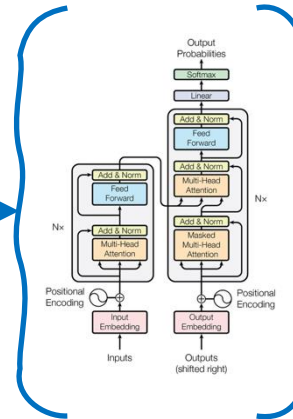 Output
Probabilities
Softmax
Linear
Add & Norm
Feed
Forward
Add & Norm
Multi-Head
Attention
Add & Norm
Masked
Multi-Head
Attention
N×
Add & Norm
Feed
Forward
Add & Norm
Multi-Head
Attention
N×
Positional
Encoding
Positional
Encoding
Input
Embedding
Output
Embedding
Inputs
Outputs
(shifted right)